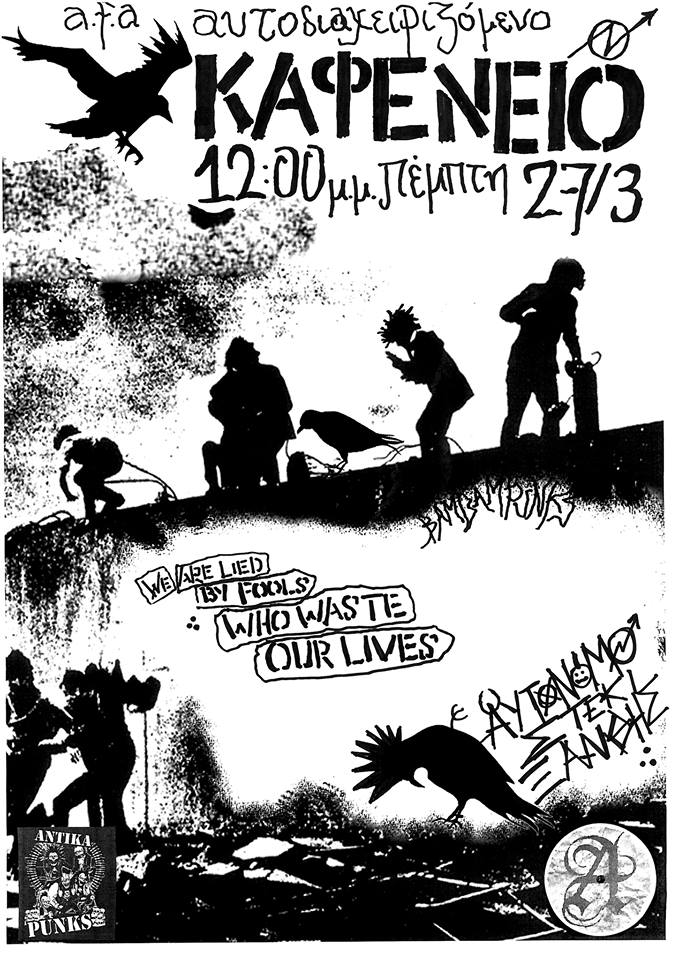 a.f.a αυτοδιαχειριζόμενο
ΚΑΦΕΝΕΙΟ
12:00 μ.μ. Πέμπτη 27/3
WE ARE LIED
BY FOOLS
WHO WASTE
OUR LIVES
ΑΥΤΟΝΟΜΟ
ΣΤΕΚΙ
ΞΑΝΘΗΣ
ANTIKA
PUNKS
A